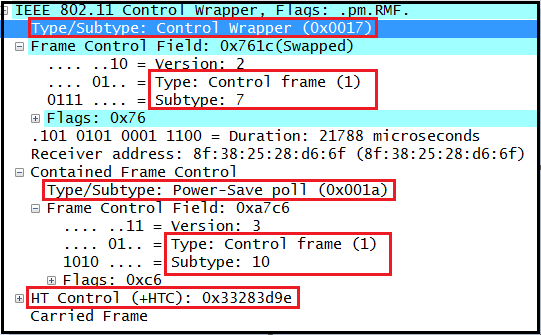 IEEE 802.11 Control Wrapper, Flags: .pm.RMF.
Type/Subtype: Control Wrapper (0x0017)
Frame Control Field: 0x761c(Swapped)
.... ..10 = Version: 2
.... 01.. = Type: Control frame (1)
0111 .... = Subtype: 7
Flags: 0x76
.101 0101 0001 1100 = Duration: 21788 microseconds
Receiver address: 8f:38:25:28:d6:6f (8f:38:25:28:d6:6f)
Contained Frame Control
Type/Subtype: Power-Save poll (0x001a)
Frame Control Field: 0xa7c6
.... ..11 = Version: 3
.... 01.. = Type: Control frame (1)
1010 .... = Subtype: 10
Flags: 0xc6
HT Control (+HTC): 0x33283d9e
Carried Frame